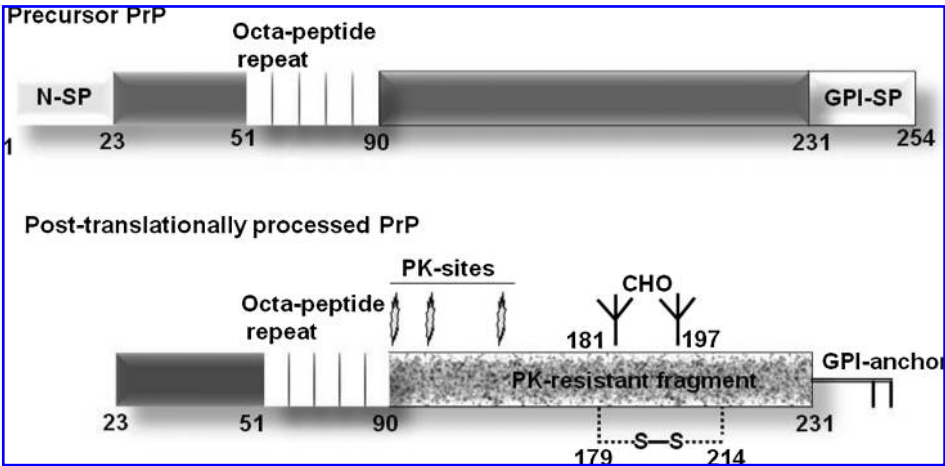 Precursor PrP
Octa-peptide
repeat
N-SP
GPI-SP
1
23
51
90
231
254
Post-translationally processed PrP
PK-sites
CHO
Octa-peptide
repeat
181
197
GPI-anchor
PK-resistant fragment
23
51
90
231
S—S
179
214